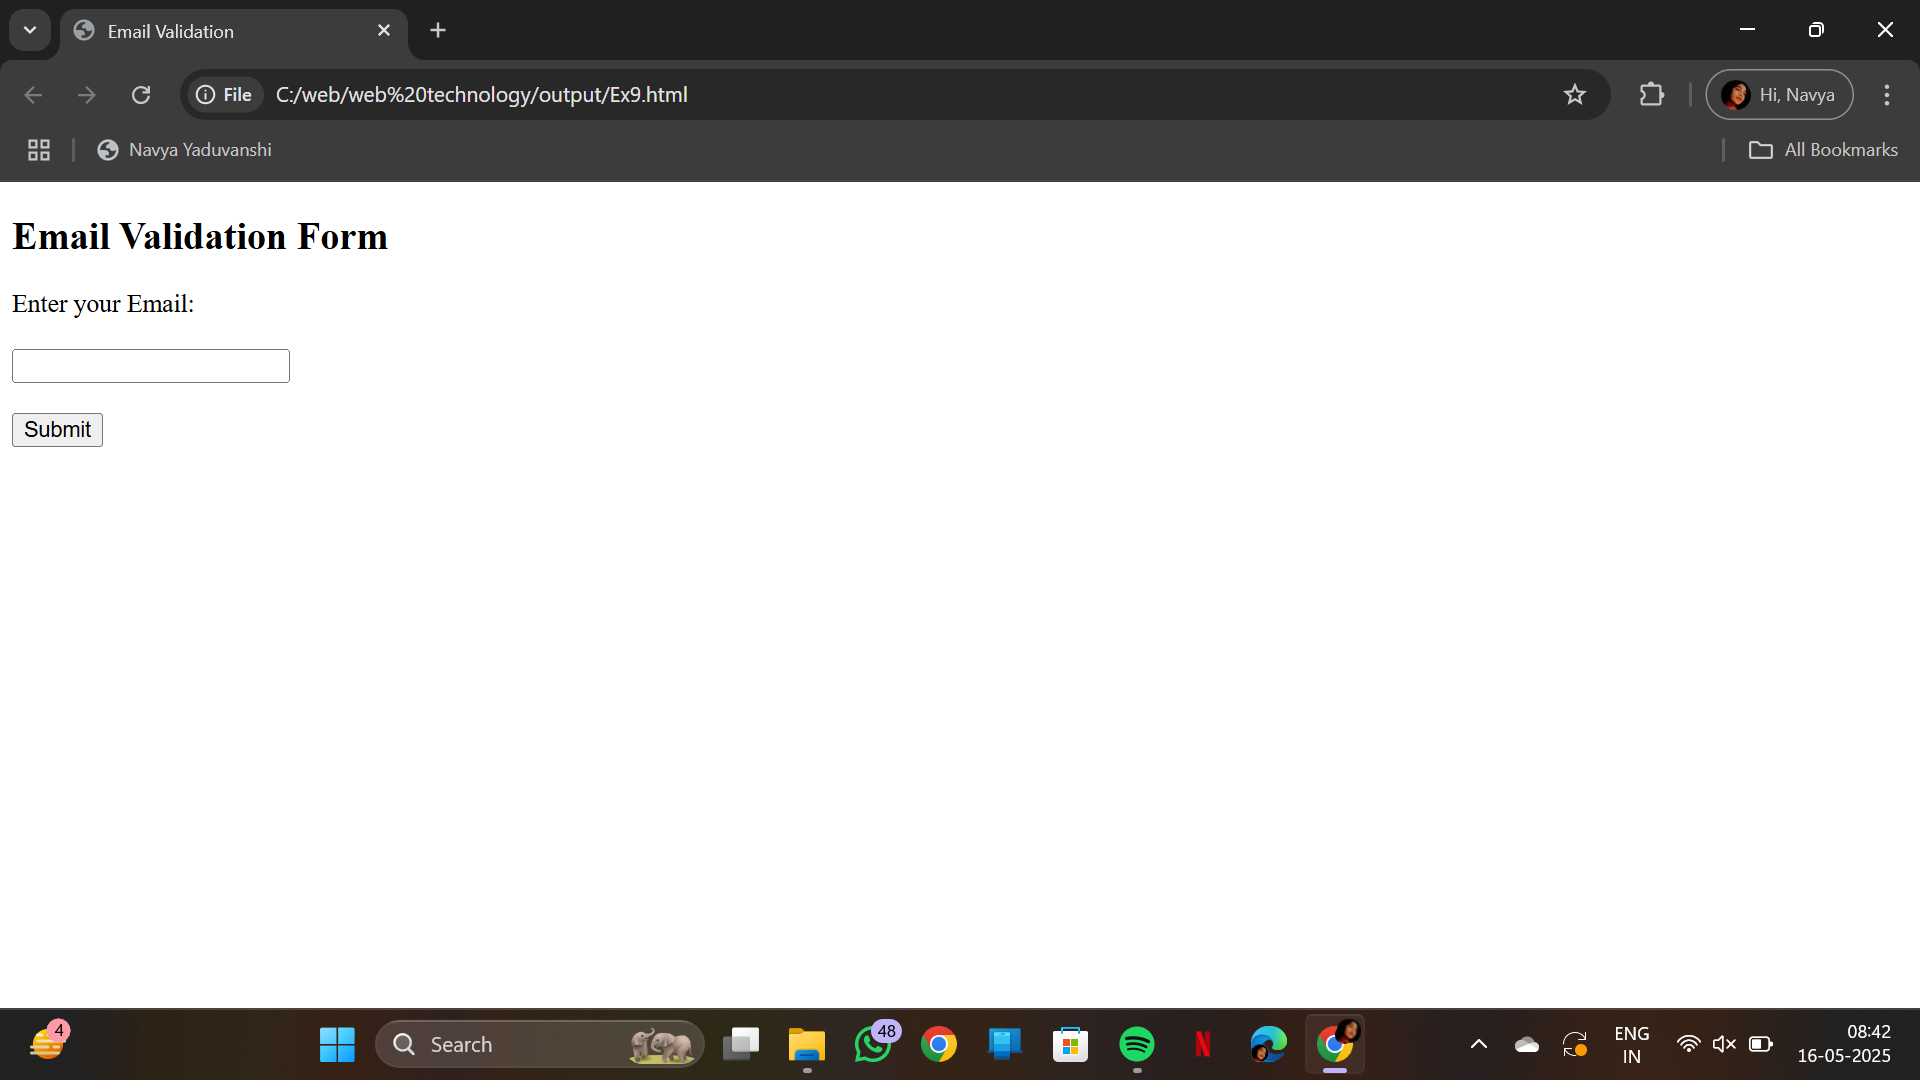 Email Validation
File
C:/web/web%20technology/output/Ex9.html
Hi, Navya
Navya Yaduvanshi
All Bookmarks
Email Validation Form
Enter your Email:
Submit
4
Search
48
N
ENG
IN
08:42
16-05-2025